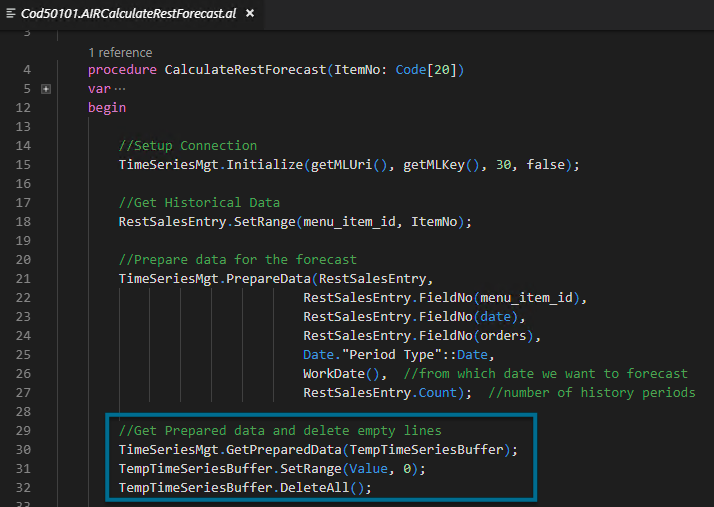 Cod50101.AIRCalculateRestForecast.al ×
3
1 reference
4 procedure CalculateRestForecast(ItemNo: Code[20])
5 var ...
12 begin
13
14 //Setup Connection
15 TimeSeriesMgt.Initialize(getMLUri(), getMLKey(), 30, false);
16
17 //Get Historical Data
18 RestSalesEntry.SetRange(menu_item_id, ItemNo);
19
20 //Prepare data for the forecast
21 TimeSeriesMgt.PrepareData(RestSalesEntry,
22 RestSalesEntry.FieldNo(menu_item_id),
23 RestSalesEntry.FieldNo(date),
24 RestSalesEntry.FieldNo(orders),
25 Date."Period Type"::Date,
26 WorkDate(), //from which date we want to forecast
27 RestSalesEntry.Count); //number of history periods
28
29 //Get Prepared data and delete empty lines
30 TimeSeriesMgt.GetPreparedData(TempTimeSeriesBuffer);
31 TempTimeSeriesBuffer.SetRange(Value, 0);
32 TempTimeSeriesBuffer.DeleteAll();
33